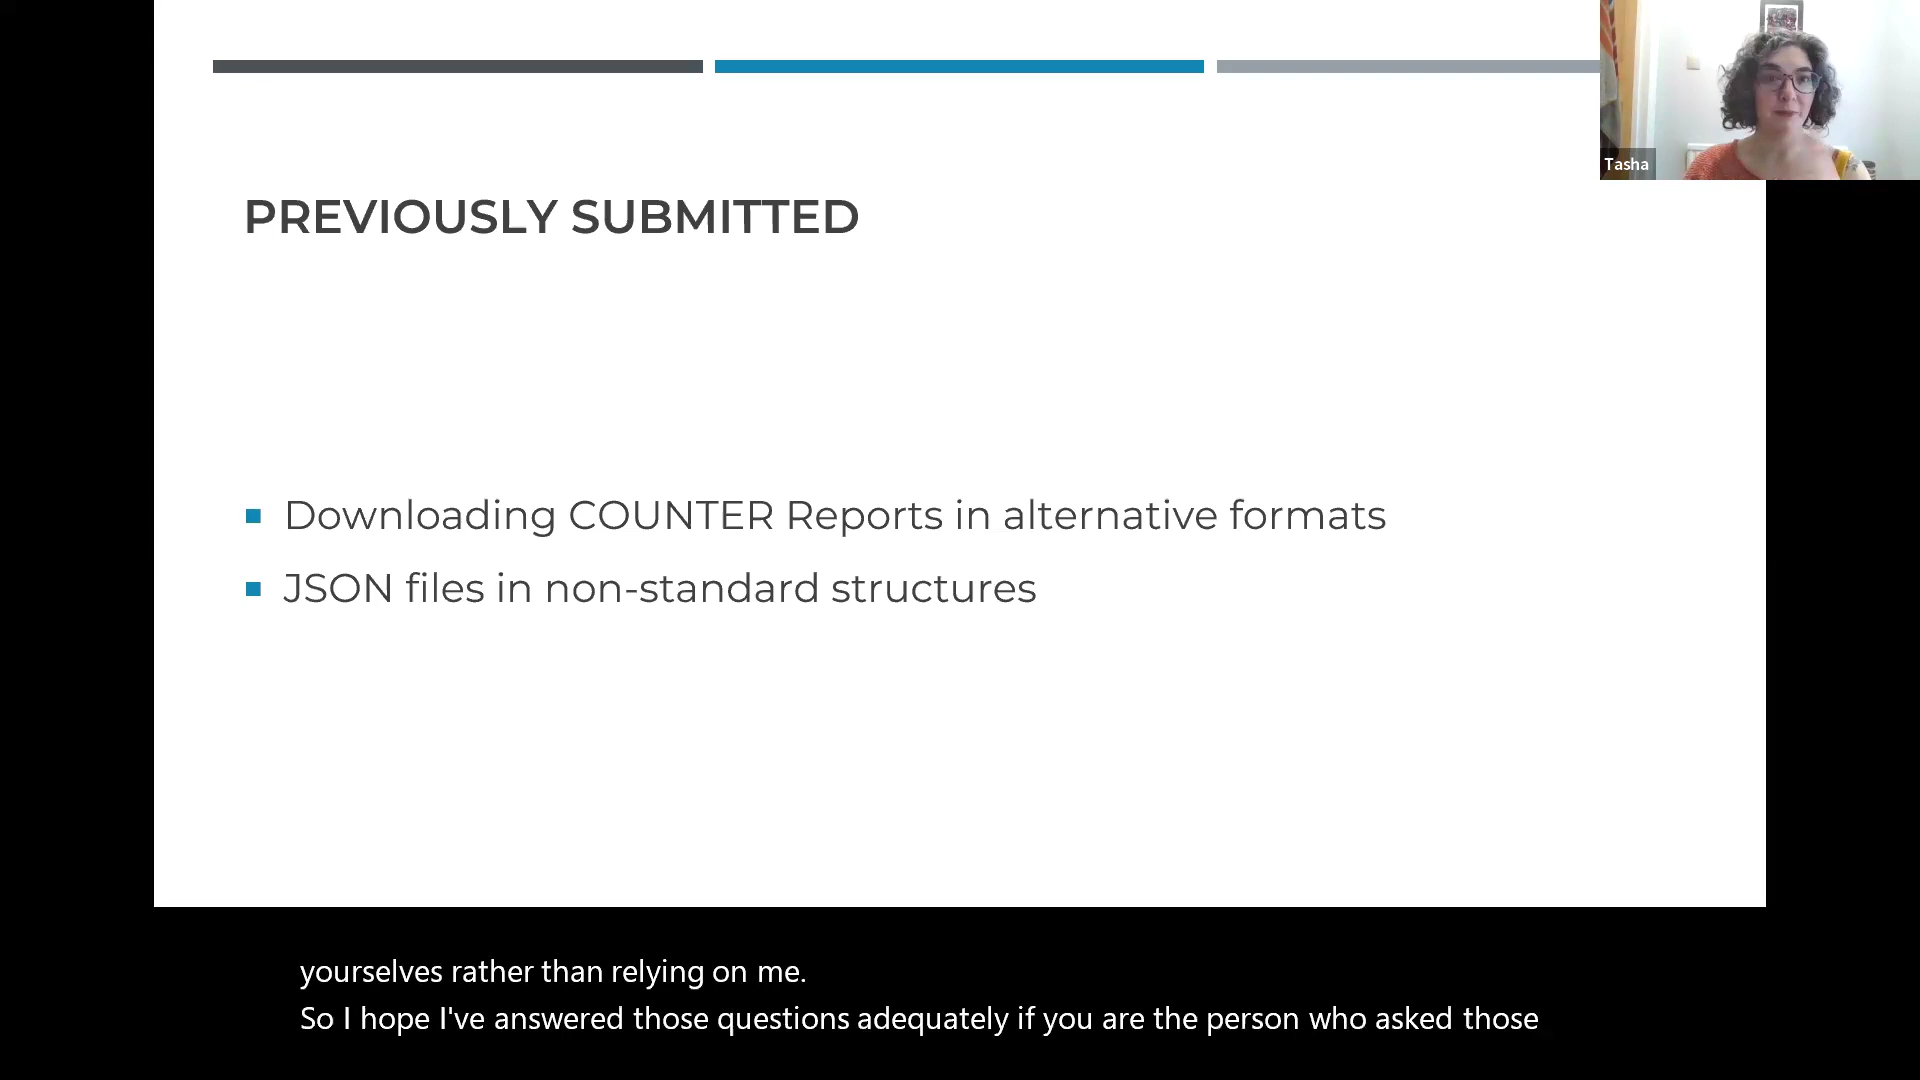 Tasha
PREVIOUSLY SUBMITTED
Downloading COUNTER Reports in alternative formats
JSON files in non-standard structures
yourselves rather than relying on me.
So I hope I've answered those questions adequately if you are the person who asked those